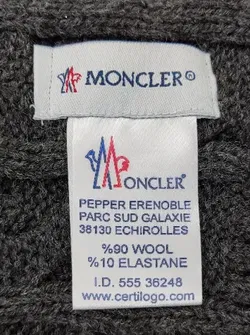 MONCLER®
MONCLER®
PEPPER ERENOBLE
PARC SUD GALAXIE
38130 ECHIROLLES
%90 WOOL
%10 ELASTANE
I.D. 555 36248
www.certilogo.com